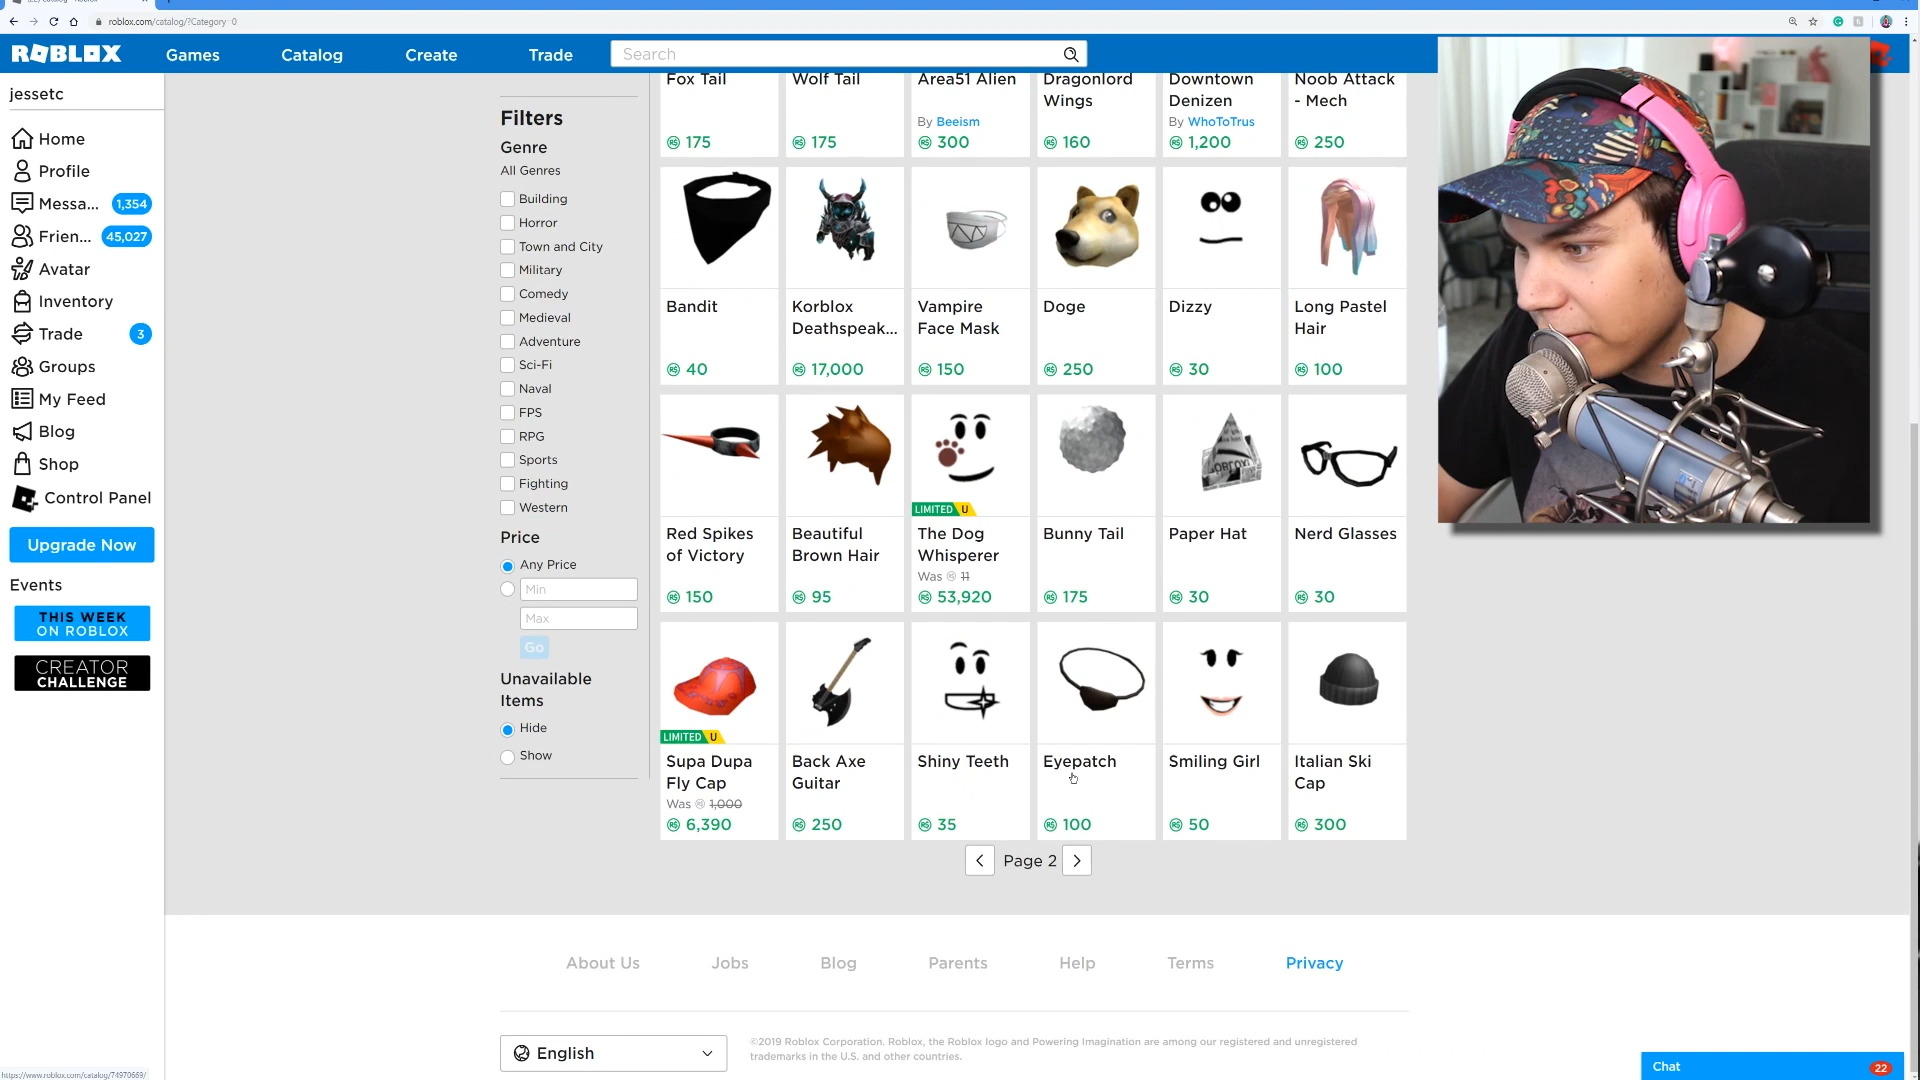 roblox.com/catalog/?Category=0
ROBLOX
Games
Catalog
Create
Trade
Search
jessetc
Home
Profile
Messa... 1,354
Frien... 45,027
Avatar
Inventory
Trade 3
Groups
My Feed
Blog
Shop
Control Panel
Upgrade Now
Events
THIS WEEK
ON ROBLOX
CREATOR
CHALLENGE
Filters
Genre
All Genres
Building
Horror
Town and City
Military
Comedy
Medieval
Adventure
Sci-Fi
Naval
FPS
RPG
Sports
Fighting
Western
Price
Any Price
Min
Max
Go
Unavailable
Items
Hide
Show
Fox Tail
175
Wolf Tail
175
Area51 Alien
By Beeism
300
Dragonlord
Wings
160
Downtown
Denizen
By WhoToTrus
1,200
Noob Attack
- Mech
250
Bandit
40
Korblox
Deathspeak...
17,000
Vampire
Face Mask
150
Doge
250
Dizzy
30
Long Pastel
Hair
100
Red Spikes
of Victory
150
Beautiful
Brown Hair
95
LIMITED U
The Dog
Whisperer
Was 11
53,920
Bunny Tail
175
Paper Hat
30
Nerd Glasses
30
LIMITED U
Supa Dupa
Fly Cap
Was 1,000
6,390
Back Axe
Guitar
250
Shiny Teeth
35
Eyepatch
100
Smiling Girl
50
Italian Ski
Cap
300
Page 2
About Us
Jobs
Blog
Parents
Help
Terms
Privacy
English
©2019 Roblox Corporation. Roblox, the Roblox logo and Powering Imagination are among our registered and unregistered
trademarks in the U.S. and other countries.
https://www.roblox.com/catalog/74970669/
Chat 22